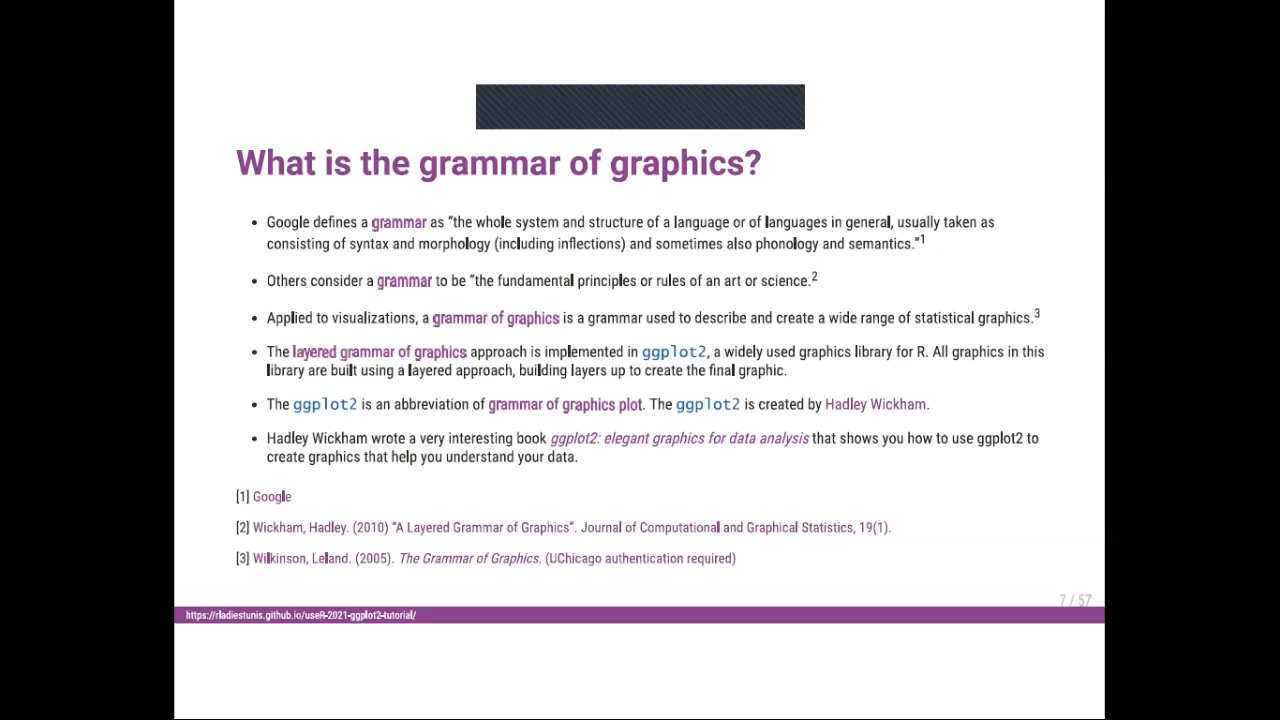 What is the grammar of graphics?
• Google defines a grammar as “the whole system and structure of a language or of languages in general, usually taken as
consisting of syntax and morphology (including inflections) and sometimes also phonology and semantics.”1
• Others consider a grammar to be “the fundamental principles or rules of an art or science.2
• Applied to visualizations, a grammar of graphics is a grammar used to describe and create a wide range of statistical graphics.3
• The layered grammar of graphics approach is implemented in ggplot2, a widely used graphics library for R. All graphics in this
library are built using a layered approach, building layers up to create the final graphic.
• The ggplot2 is an abbreviation of grammar of graphics plot. The ggplot2 is created by Hadley Wickham.
• Hadley Wickham wrote a very interesting book ggplot2: elegant graphics for data analysis that shows you how to use ggplot2 to
create graphics that help you understand your data.
[1] Google
[2] Wickham, Hadley. (2010) “A Layered Grammar of Graphics”. Journal of Computational and Graphical Statistics, 19(1).
[3] Wilkinson, Leland. (2005). The Grammar of Graphics. (UChicago authentication required)
7 / 57
https://rladiestunis.github.io/useR-2021-ggplot2-tutorial/